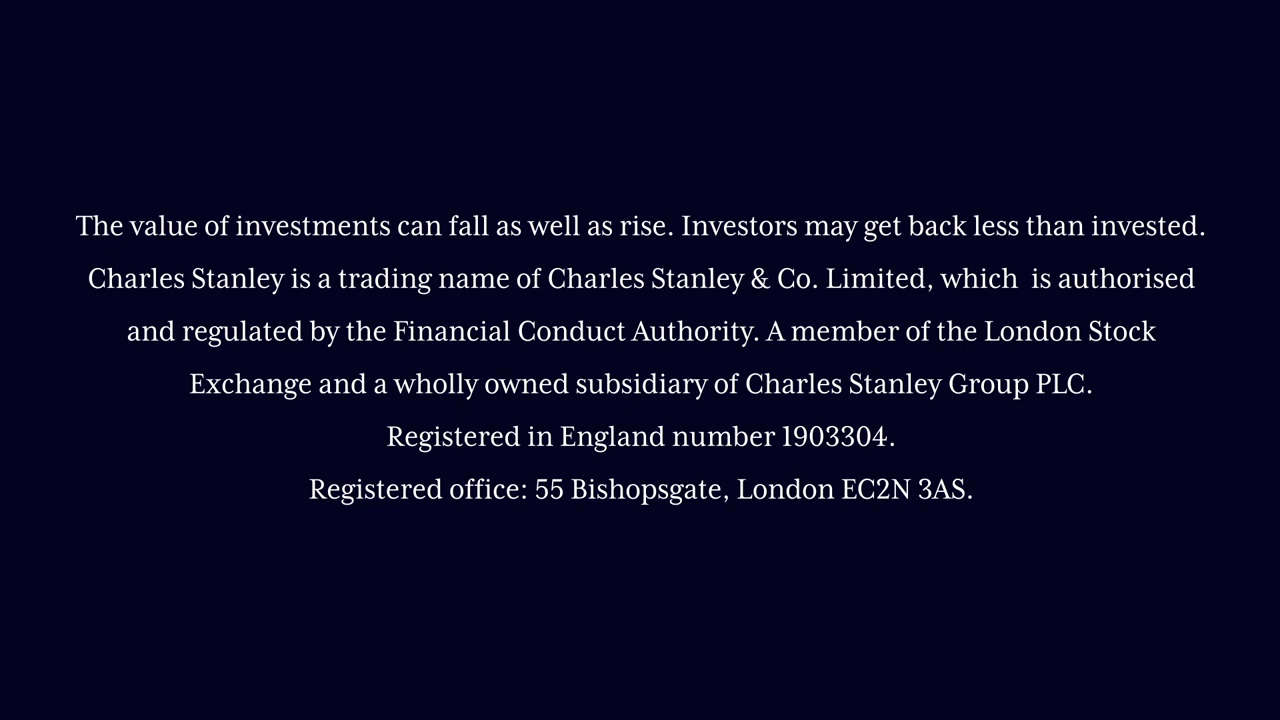 The value of investments can fall as well as rise. Investors may get back less than invested.
Charles Stanley is a trading name of Charles Stanley & Co. Limited, which  is authorised
and regulated by the Financial Conduct Authority. A member of the London Stock
Exchange and a wholly owned subsidiary of Charles Stanley Group PLC.
Registered in England number 1903304.
Registered office: 55 Bishopsgate, London EC2N 3AS.